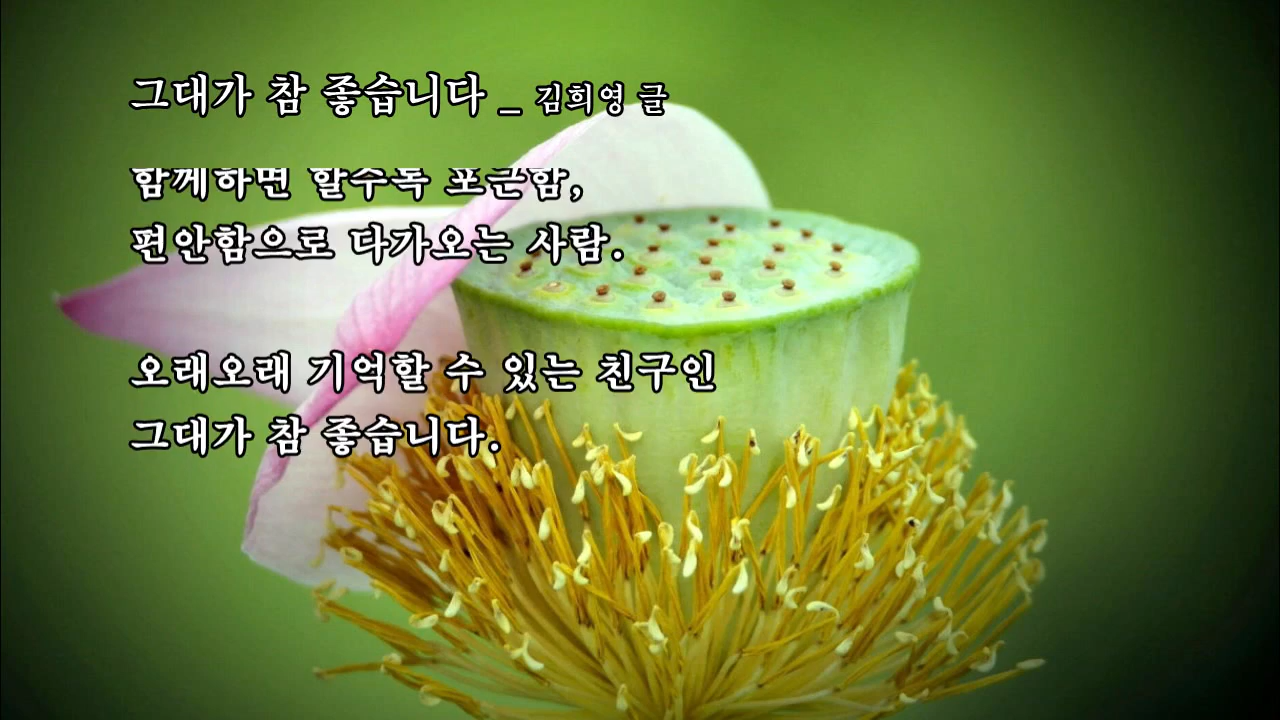 그대가 참 좋습니다 _ 김희영 글
함께하면 할수록 포근함,
편안함으로 다가오는 사람.
오래오래 기억할 수 있는 친구인
그대가 참 좋습니다.